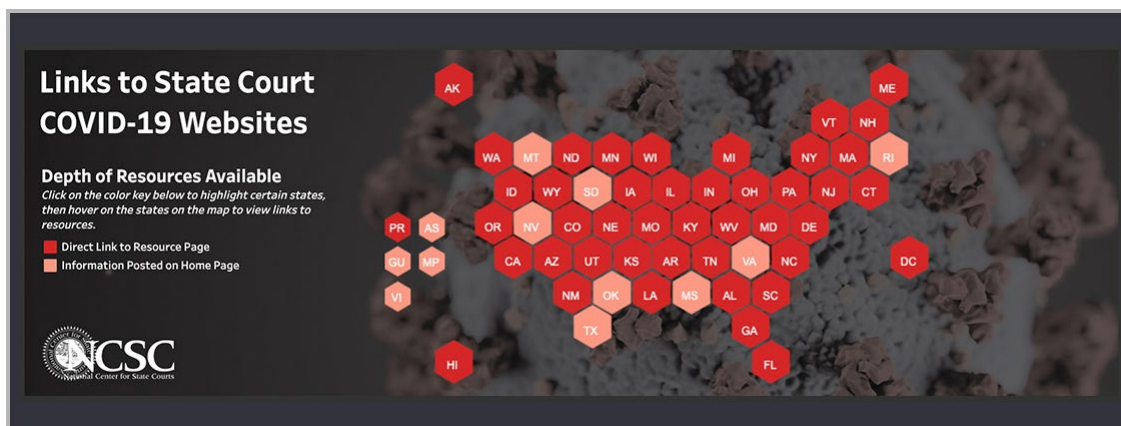 Links to State Court
COVID-19 Websites
Depth of Resources Available
Click on the color key below to highlight certain states,
then hover on the states on the map to view links to
resources.
Direct Link to Resource Page
Information Posted on Home Page
NCSC
National Center for State Courts
AK ME
VT NH
WA MT ND MN WI MI NY MA RI
ID WY SD IA IL IN OH PA NJ CT
PR AS OR NV CO NE MO KY WV MD DE
GU MP CA AZ UT KS AR TN VA NC DC
VI NM OK LA MS AL SC
TX GA
HI FL